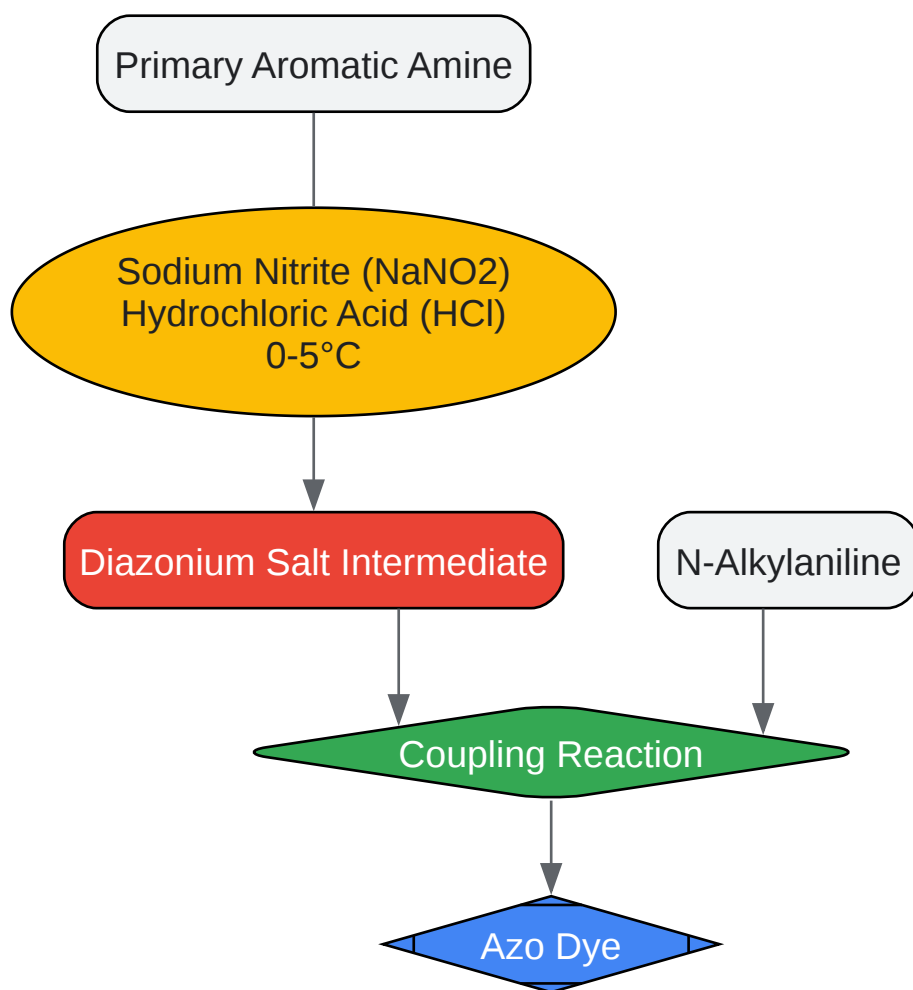 Primary Aromatic Amine
Sodium Nitrite (NaNO2)
Hydrochloric Acid (HCl)
0-5°C
Diazonium Salt Intermediate
N-Alkylaniline
Coupling Reaction
Azo Dye